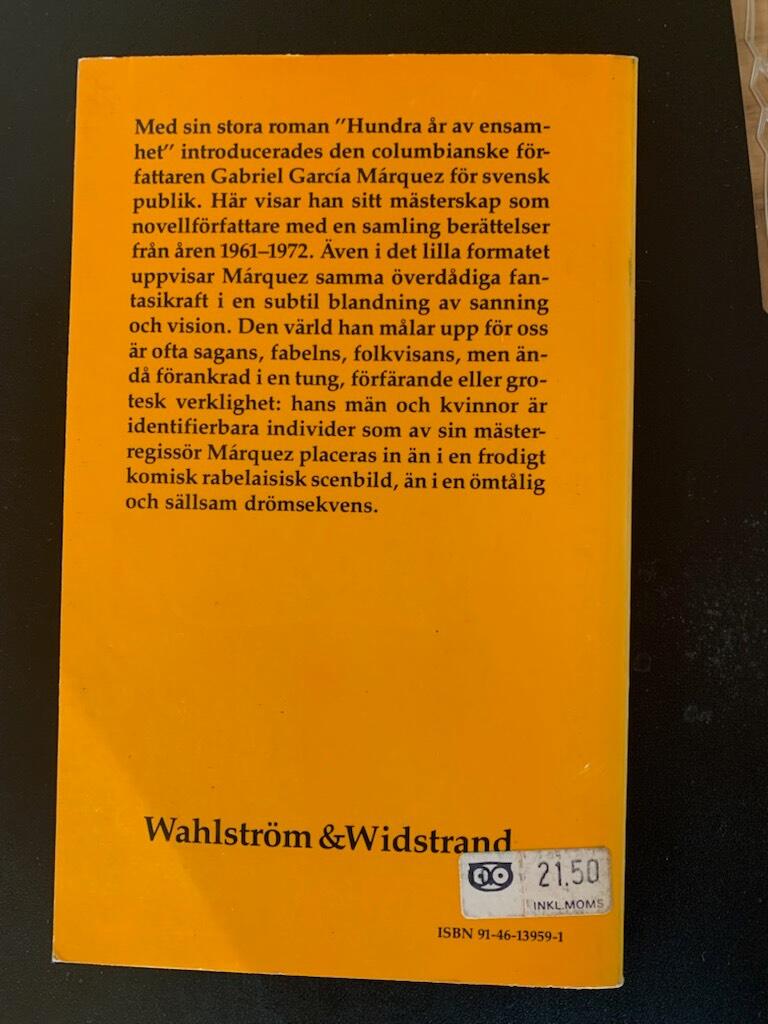 Med sin stora roman "Hundra år av ensam-
het" introducerades den columbianske för-
fattaren Gabriel García Márquez för svensk
publik. Här visar han sitt mästerskap som
novellförfattare med en samling berättelser
från åren 1961–1972. Även i det lilla formatet
uppvisar Márquez samma överdådiga fan-
tasikraft i en subtil blandning av sanning
och vision. Den värld han målar upp för oss
är ofta sagans, fabelns, folkvisans, men än-
då förankrad i en tung, förfärande eller gro-
tesk verklighet: hans män och kvinnor är
identifierbara individer som av sin mäster-
regissör Márquez placeras in än i en frodigt
komisk rabelaisisk scenbild, än i en ömtålig
och sällsam drömsekvens.
Wahlström &Widstrand
21.50
INKL.MOMS
ISBN 91-46-13959-1